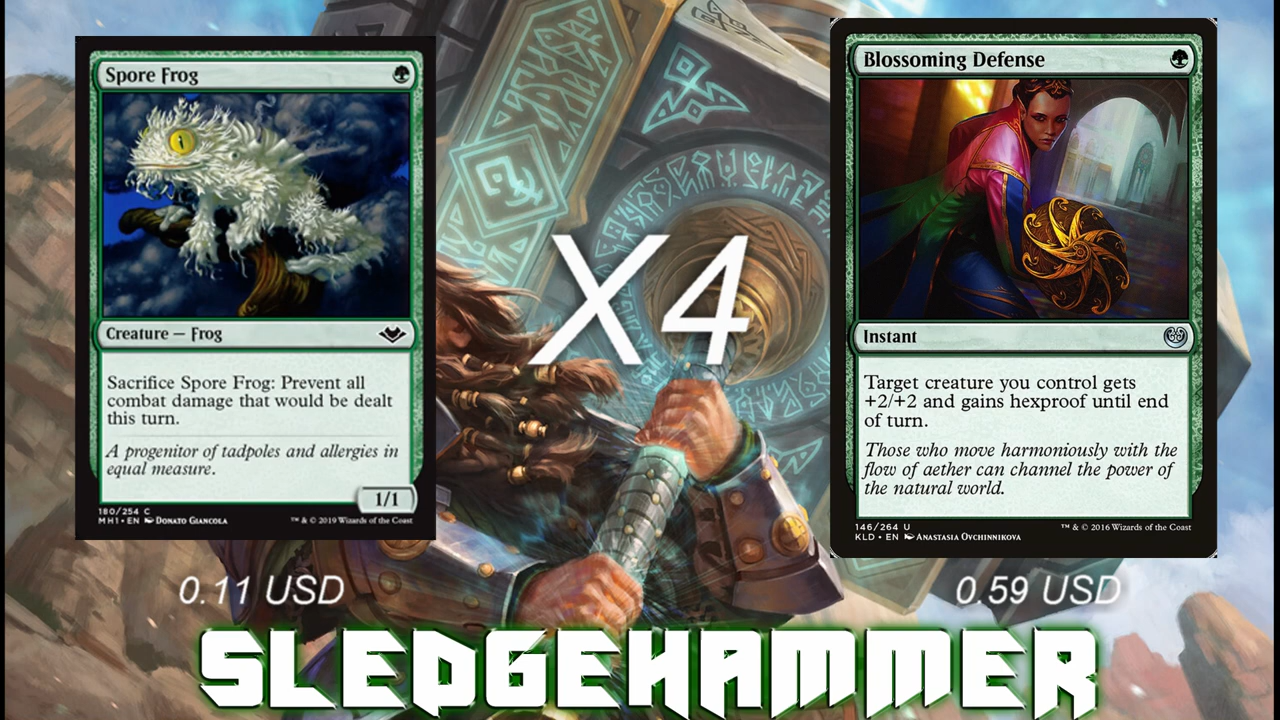 Spore Frog
Creature — Frog
Sacrifice Spore Frog: Prevent all
combat damage that would be dealt
this turn.
A progenitor of tadpoles and allergies in
equal measure.
1/1
180/254 C
MH1 • EN Donato Giancola
™ & © 2019 Wizards of the Coast
0.11 USD
X4
Blossoming Defense
Instant
Target creature you control gets
+2/+2 and gains hexproof until end
of turn.
Those who move harmoniously with the
flow of aether can channel the power of
the natural world.
146/264 U
KLD • EN Anastasia Ovchinnikova
™ & © 2016 Wizards of the Coast
0.59 USD
SLEDGEHAMMER